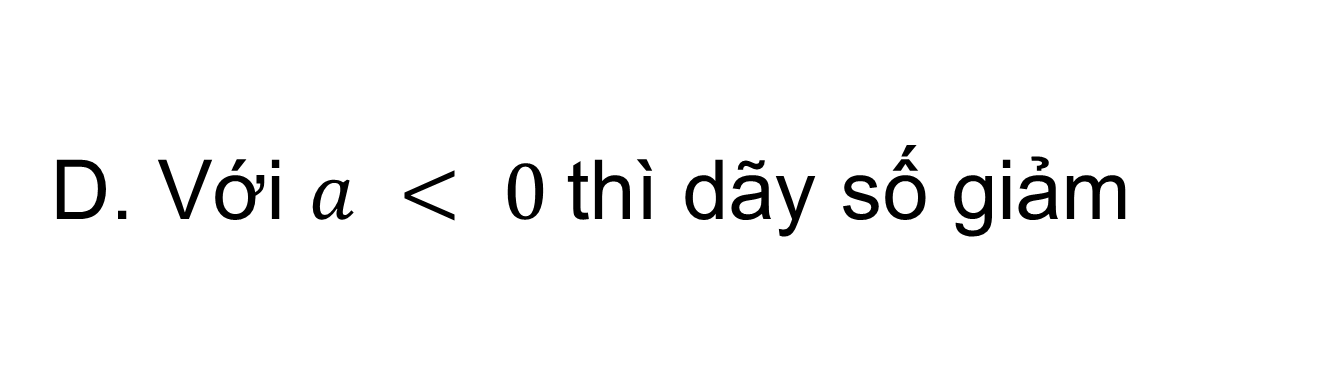 D. Với a < 0 thì dãy số giảm